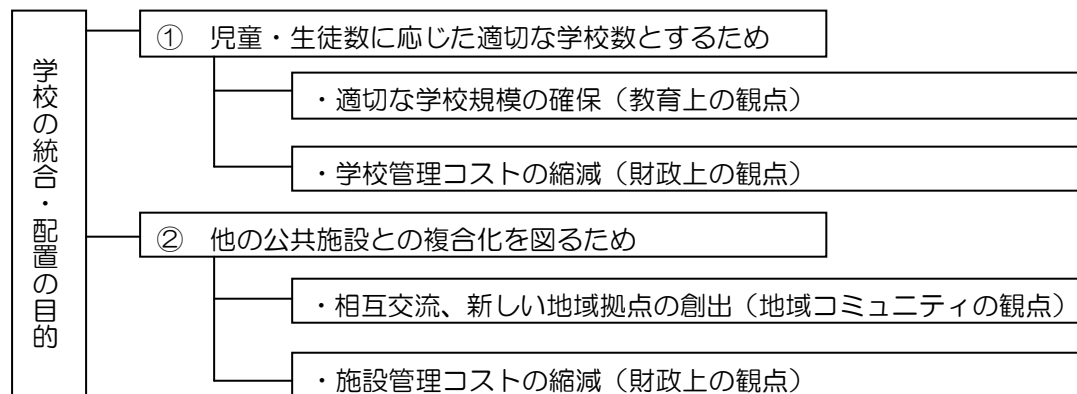 学校の統合・配置の目的
① 児童・生徒数に応じた適切な学校数とするため
・適切な学校規模の確保（教育上の観点）
・学校管理コストの縮減（財政上の観点）
② 他の公共施設との複合化を図るため
・相互交流、新しい地域拠点の創出（地域コミュニティの観点）
・施設管理コストの縮減（財政上の観点）